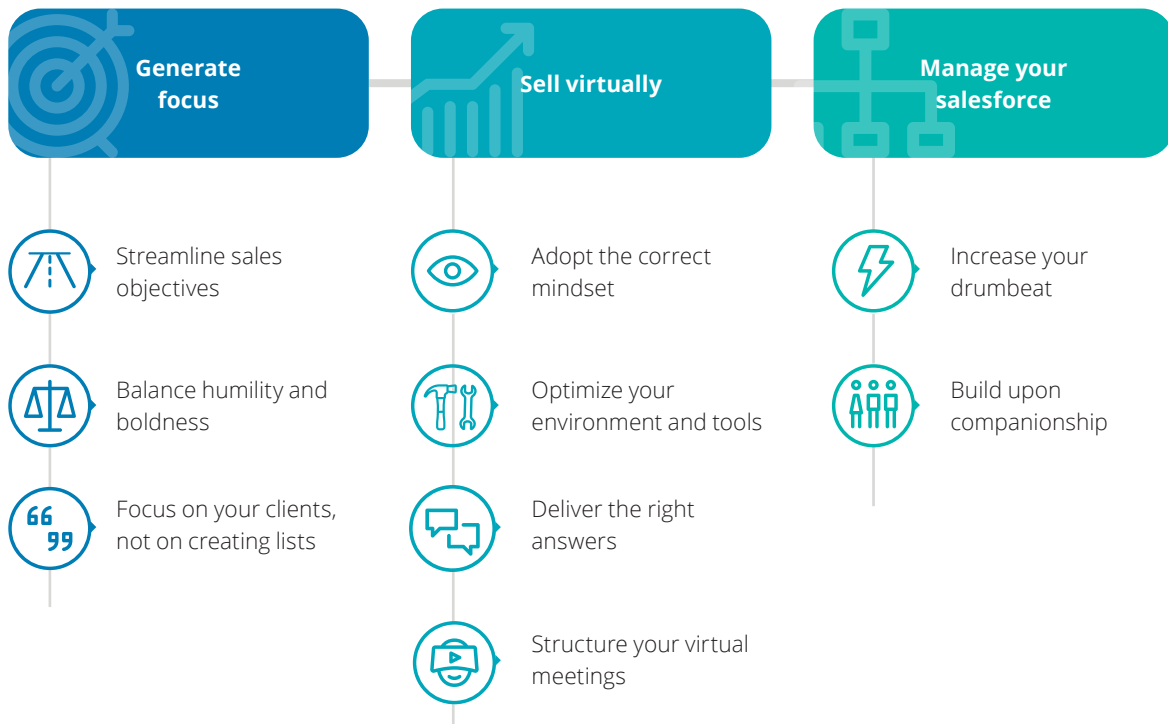 Generate
focus
Streamline sales
objectives
Balance humility and
boldness
66
99
Focus on your clients,
not on creating lists
Sell virtually
Adopt the correct
mindset
Optimize your
environment and tools
Deliver the right
answers
Structure your virtual
meetings
Manage your
salesforce
Increase your
drumbeat
Build upon
companionship